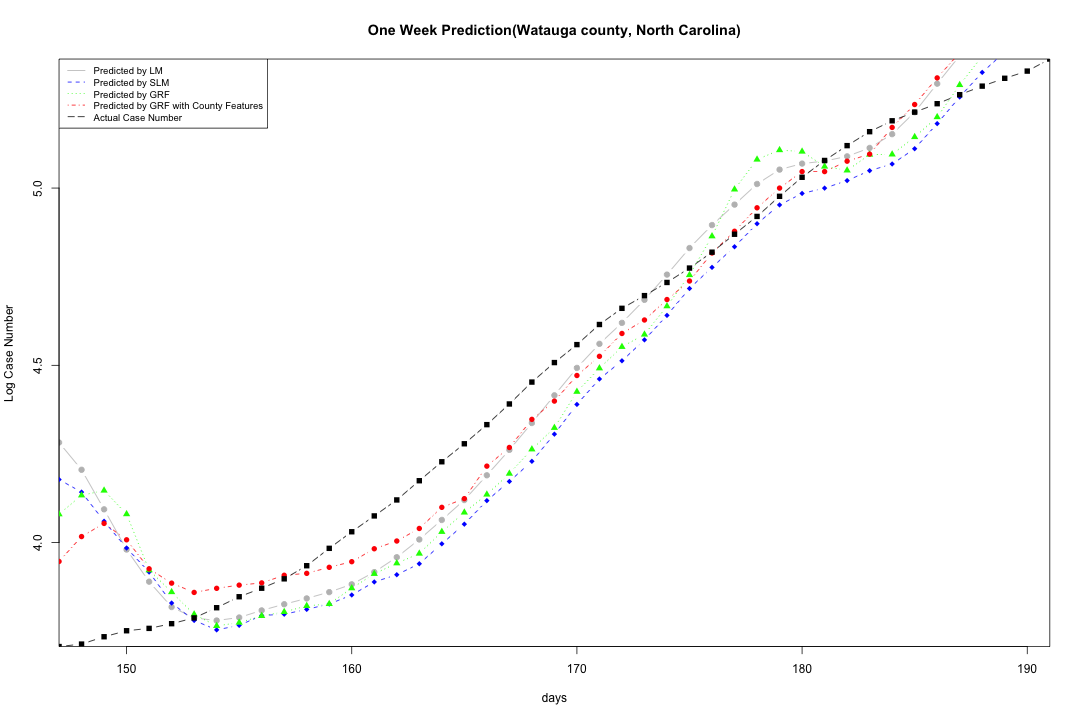 One Week Prediction(Watauga county, North Carolina)
Predicted by LM
Predicted by SLM
Predicted by GRF
Predicted by GRF with County Features
Actual Case Number
Log Case Number
5.0
4.5
4.0
150 160 170 180 190
days